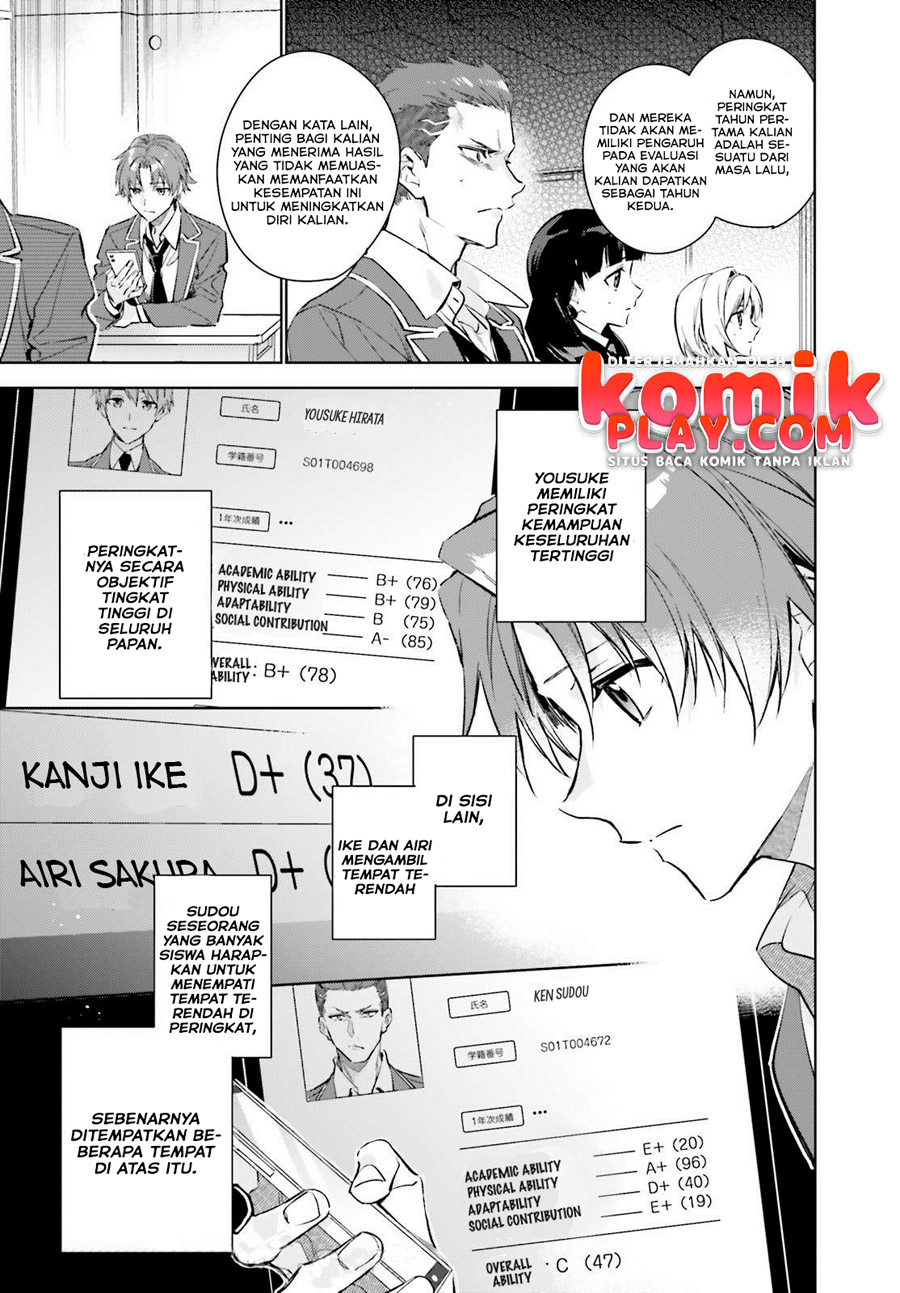 NAMUN,
PERINGKAT
TAHUN PER-
TAMA KALIAN
ADALAH SE-
SUATU DARI
MASA LALU,
DAN MEREKA
TIDAK AKAN ME-
MILIKI PENGARUH
PADA EVALUASI
YANG AKAN
KALIAN DAPATKAN
SEBAGAI TAHUN
KEDUA.
DENGAN KATA LAIN,
PENTING BAGI KALIAN
YANG MENERIMA HASIL
YANG TIDAK MEMUAS-
KAN MEMANFAATKAN
KESEMPATAN INI
UNTUK MENINGKATKAN
DIRI KALIAN.
DITERJEMAHKAN OLEH
komik
PLAY.COM
SITUS BACA KOMIK TANPA IKLAN
YOUSUKE
MEMILIKI
PERINGKAT
KEMAMPUAN
KESELURUHAN
TERTINGGI
氏名 YOUSUKE HIRATA
学籍番号 S01T004698
1年次成績 ...
ACADEMIC ABILITY B+ (76)
PHYSICAL ABILITY B+ (79)
ADAPTABILITY B (75)
SOCIAL CONTRIBUTION A- (85)
VERALL
ABILITY : B+ (78)
PERINGKAT-
NYA SECARA
OBJEKTIF
TINGKAT
TINGGI DI
SELURUH
PAPAN.
KANJI IKE D+ (37)
AIRI SAKURA D+ (
DI SISI
LAIN,
IKE DAN AIRI
MENGAMBIL
TEMPAT TE-
RENDAH
SUDOU
SESEORANG
YANG BANYAK
SISWA HARAP-
KAN UNTUK
MENEMPATI
TEMPAT TE-
RENDAH DI
PERINGKAT,
SEBENARNYA
DITEMPATKAN BE-
BERAPA TEMPAT
DI ATAS ITU.
氏名 KEN SUDOU
学籍番号 S01T004672
1年次成績 ...
ACADEMIC ABILITY E+ (20)
PHYSICAL ABILITY A+ (96)
ADAPTABILITY D+ (40)
SOCIAL CONTRIBUTION E+ (19)
OVERALL
ABILITY · C (47)